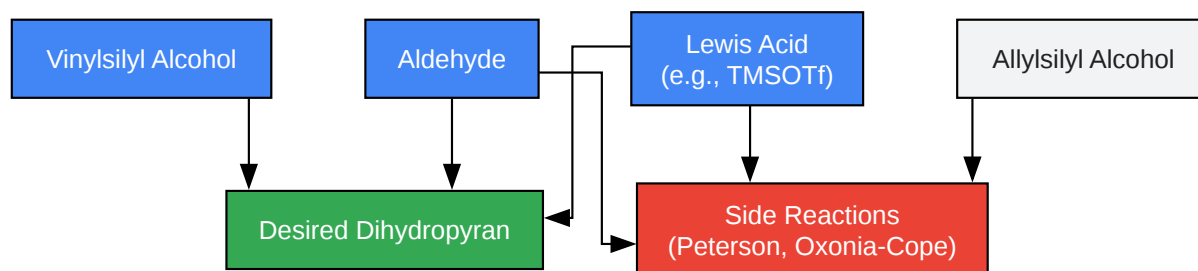 Vinylsilyl Alcohol
Aldehyde
Lewis Acid
(e.g., TMSOTf)
Allylsilyl Alcohol
Desired Dihydropyran
Side Reactions
(Peterson, Oxonia-Cope)